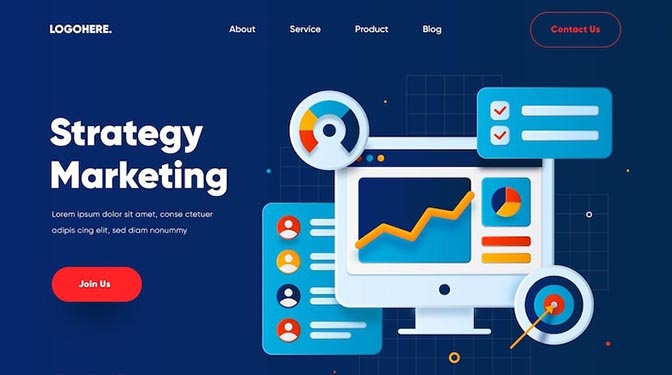 LOGOHERE.
About
Service
Product
Blog
Contact Us
Strategy
Marketing
Lorem ipsum dolor sit amet, conse ctetuer
adipis cing elit, sed diam nonummy
Join Us